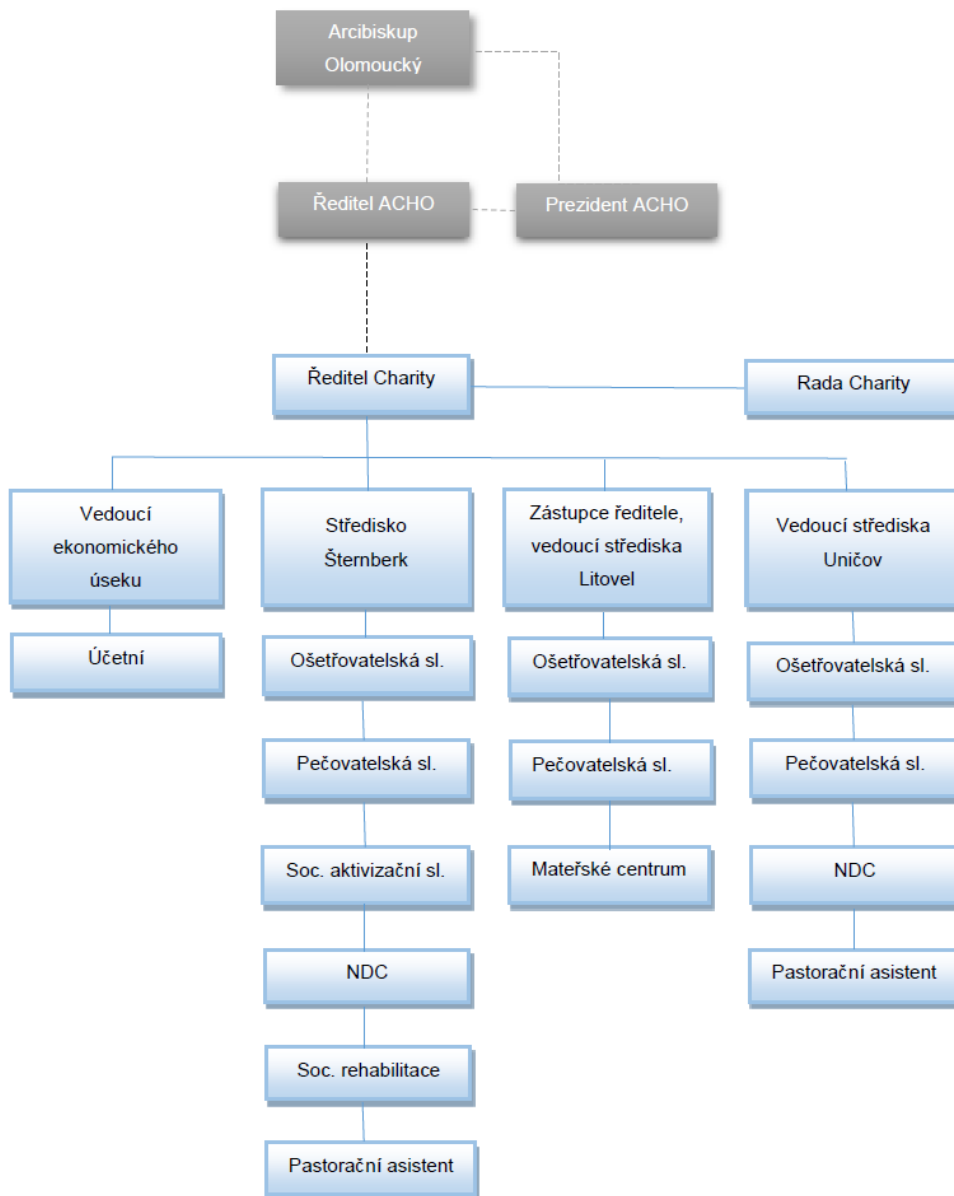 Arcibiskup
Olomoucký
Ředitel ACHO
Prezident ACHO
Ředitel Charity
Rada Charity
Vedoucí
ekonomického
úseku
Středisko
Šternberk
Zástupce ředitele,
vedoucí střediska
Litovel
Vedoucí střediska
Uničov
Účetní
Ošetřovatelská sl.
Ošetřovatelská sl.
Ošetřovatelská sl.
Pečovatelská sl.
Pečovatelská sl.
Pečovatelská sl.
Soc. aktivizační sl.
Mateřské centrum
NDC
NDC
Pastorační asistent
Soc. rehabilitace
Pastorační asistent